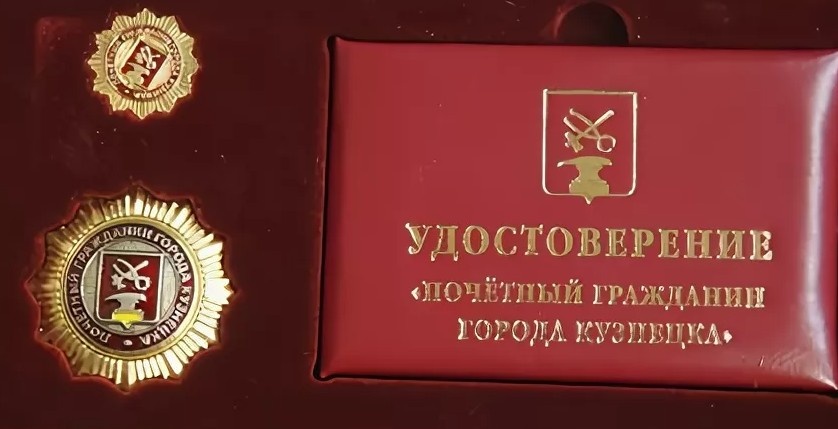 ПОЧЕТНЫЙ ГРАЖДАНИН ГОРОДА КУЗНЕЦКА
УДОСТОВЕРЕНИЕ
«ПОЧЁТНЫЙ ГРАЖДАНИН
ГОРОДА КУЗНЕЦКА»